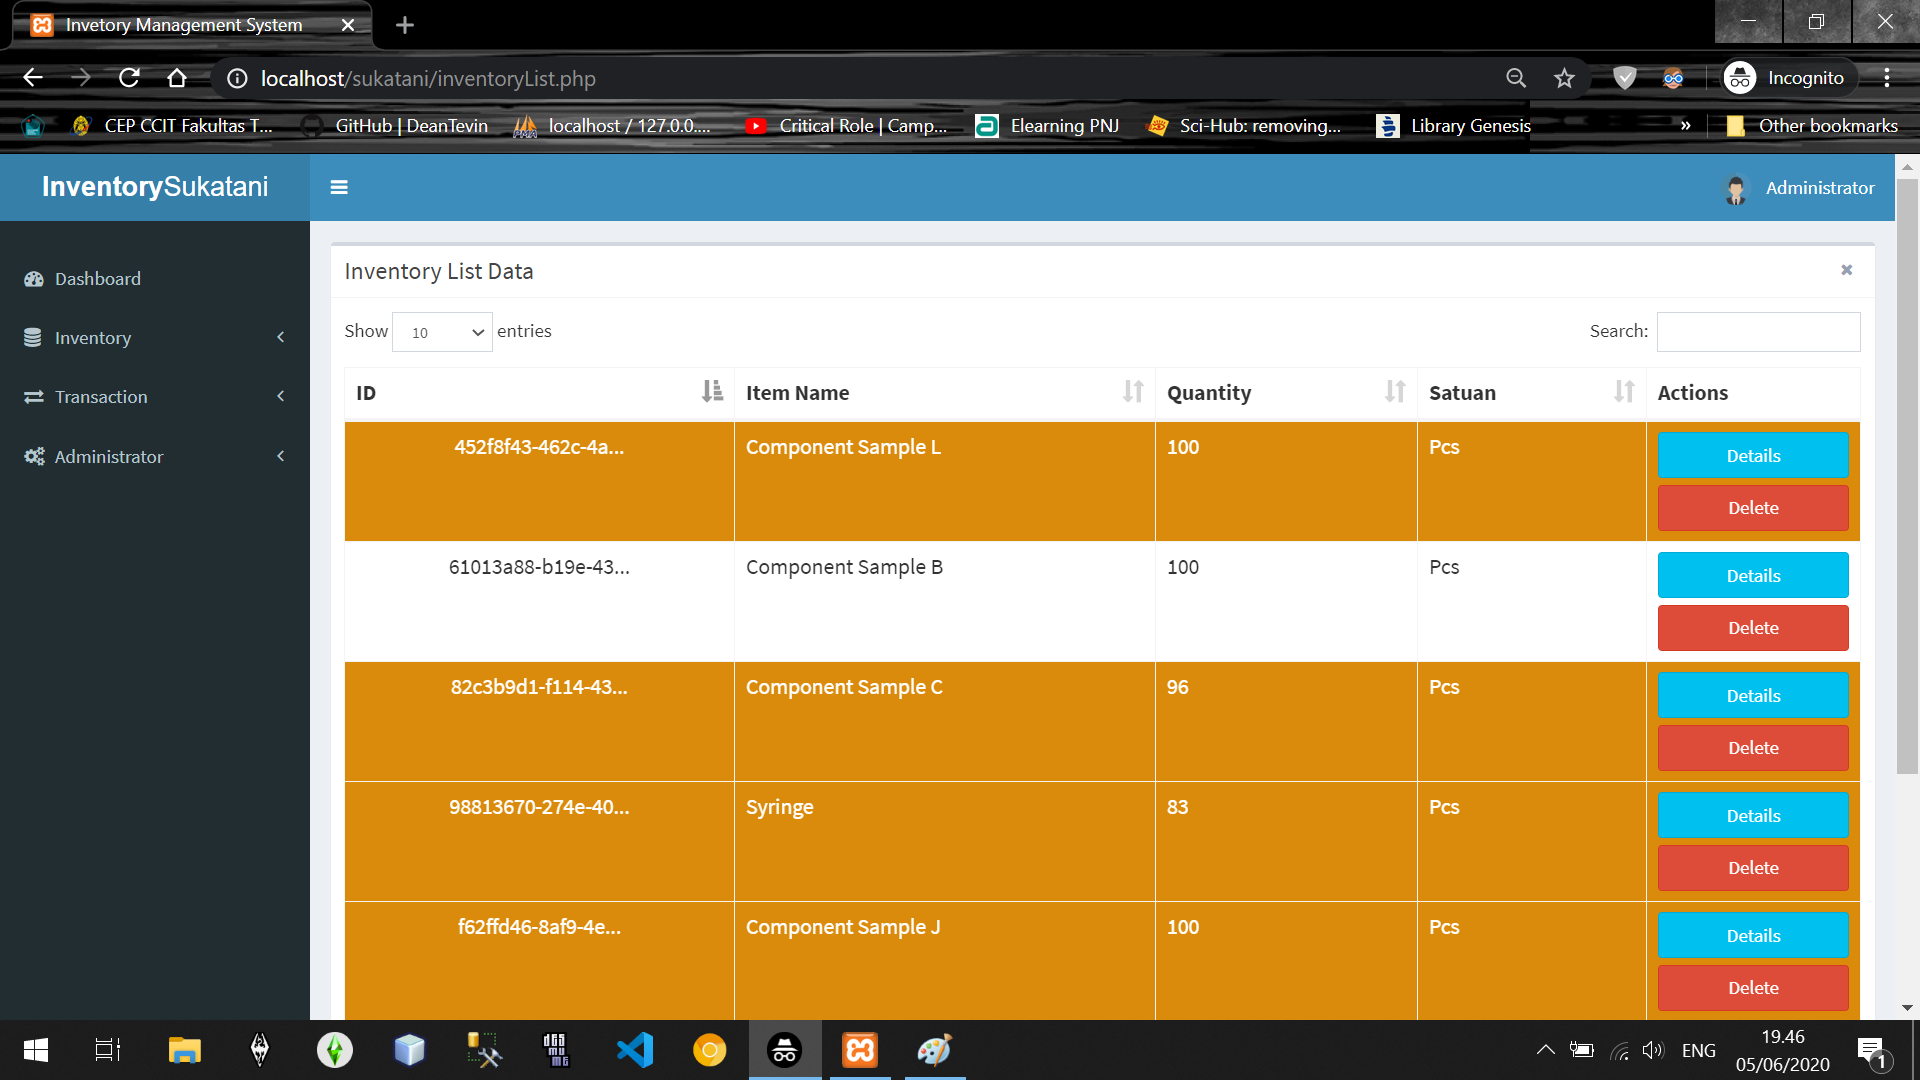 Invetory Management System
localhost/sukatani/inventoryList.php
Incognito
CEP CCIT Fakultas T...
GitHub | DeanTevin
localhost / 127.0.0....
Critical Role | Camp...
Elearning PNJ
Sci-Hub: removing...
Library Genesis
»
Other bookmarks
InventorySukatani
Administrator
Dashboard
Inventory
Transaction
Administrator
Inventory List Data
Show 10 entries
Search:
ID Item Name Quantity Satuan Actions
452f8f43-462c-4a... Component Sample L 100 Pcs Details
Delete
61013a88-b19e-43... Component Sample B 100 Pcs Details
Delete
82c3b9d1-f114-43... Component Sample C 96 Pcs Details
Delete
98813670-274e-40... Syringe 83 Pcs Details
Delete
f62ffd46-8af9-4e... Component Sample J 100 Pcs Details
Delete
ENG
19.46
05/06/2020
1